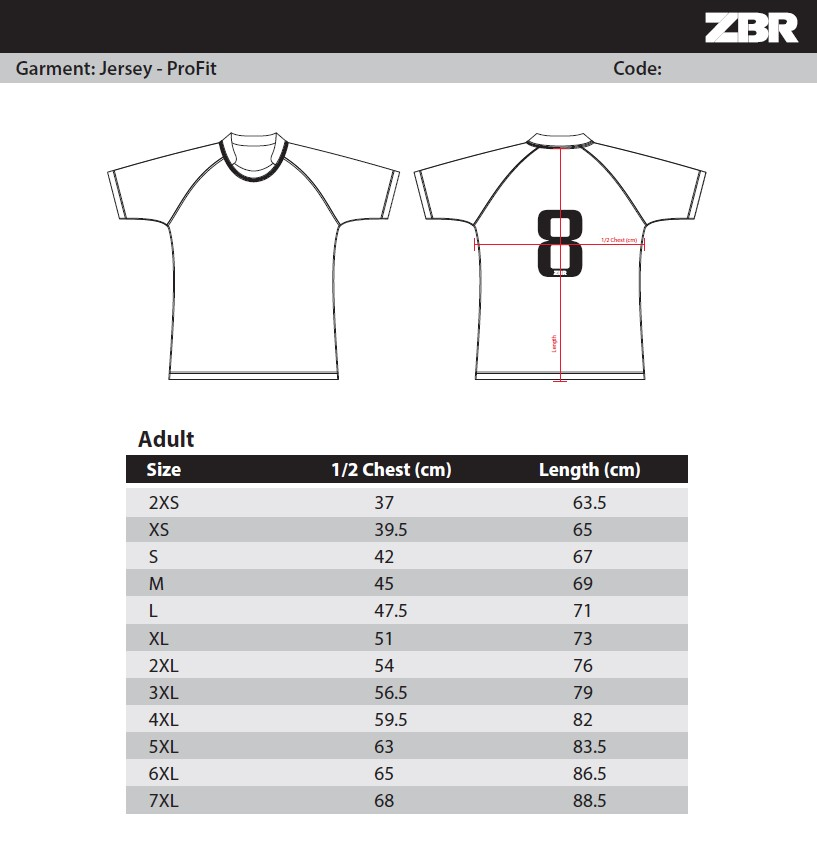 ZBR
Garment: Jersey - ProFit Code:
8
1/2 Chest (cm)
ZBR
Length
Adult
Size 1/2 Chest (cm) Length (cm)
2XS 37 63.5
XS 39.5 65
S 42 67
M 45 69
L 47.5 71
XL 51 73
2XL 54 76
3XL 56.5 79
4XL 59.5 82
5XL 63 83.5
6XL 65 86.5
7XL 68 88.5